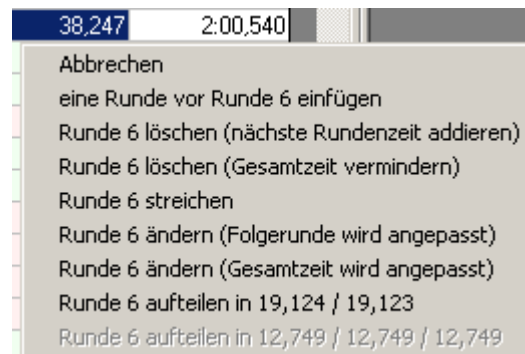 38,247 2:00,540
Abbrechen
eine Runde vor Runde 6 einfügen
Runde 6 löschen (nächste Rundenzeit addieren)
Runde 6 löschen (Gesamtzeit vermindern)
Runde 6 streichen
Runde 6 ändern (Folgerunde wird angepasst)
Runde 6 ändern (Gesamtzeit wird angepasst)
Runde 6 aufteilen in 19,124 / 19,123
Runde 6 aufteilen in 12,749 / 12,749 / 12,749